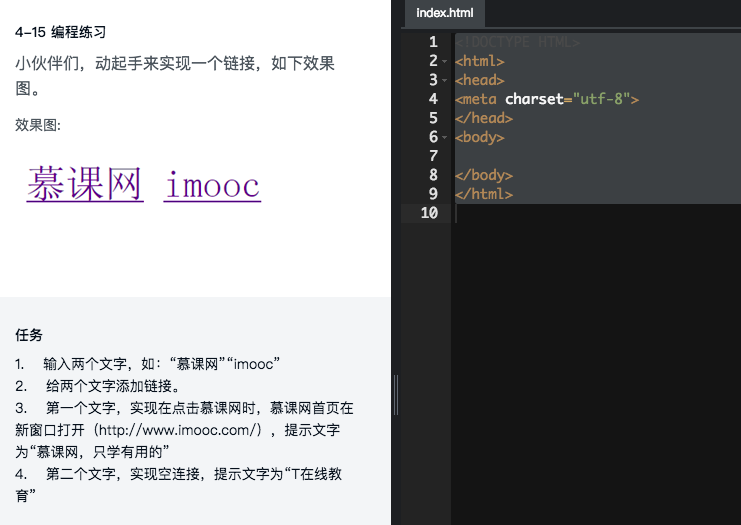 4-15 编程练习
小伙伴们，动起手来实现一个链接，如下效果
图。
效果图:
慕课网 imooc
任务
1. 输入两个文字，如：“慕课网”“imooc”
2. 给两个文字添加链接。
3. 第一个文字，实现在点击慕课网时，慕课网首页在
新窗口打开（http://www.imooc.com/），提示文字
为“慕课网，只学有用的”
4. 第二个文字，实现空连接，提示文字为“T在线教
育”
index.html
1 <!DOCTYPE HTML>
2 <html>
3 <head>
4 <meta charset="utf-8">
5 </head>
6 <body>
7
8 </body>
9 </html>
10